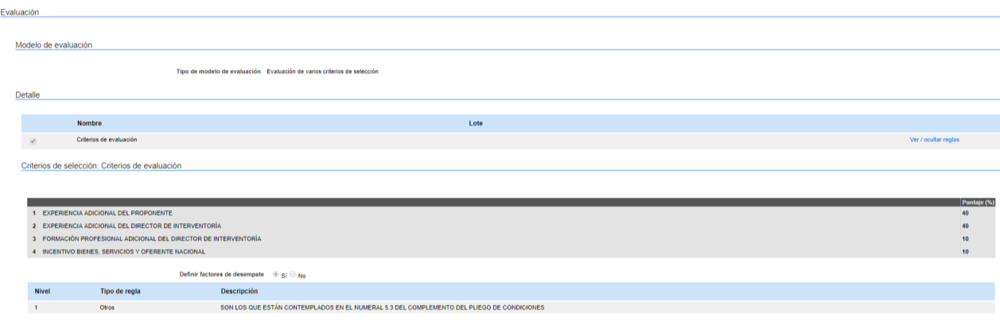 Evaluación
Modelo de evaluación
Tipo de modelo de evaluación Evaluación de varios criterios de selección
Detalle
Nombre Lote
Criterios de evaluación Ver / ocultar reglas
Criterios de selección: Criterios de evaluación
Puntaje (%)
1 EXPERIENCIA ADICIONAL DEL PROPONENTE 40
2 EXPERIENCIA ADICIONAL DEL DIRECTOR DE INTERVENTORÍA 40
3 FORMACIÓN PROFESIONAL ADICIONAL DEL DIRECTOR DE INTERVENTORÍA 10
4 INCENTIVO BIENES, SERVICIOS Y OFERENTE NACIONAL 10
Definir factores de desempate Sí No
Nivel Tipo de regla Descripción
1 Otros SON LOS QUE ESTÁN CONTEMPLADOS EN EL NUMERAL 5.3 DEL COMPLEMENTO DEL PLIEGO DE CONDICIONES